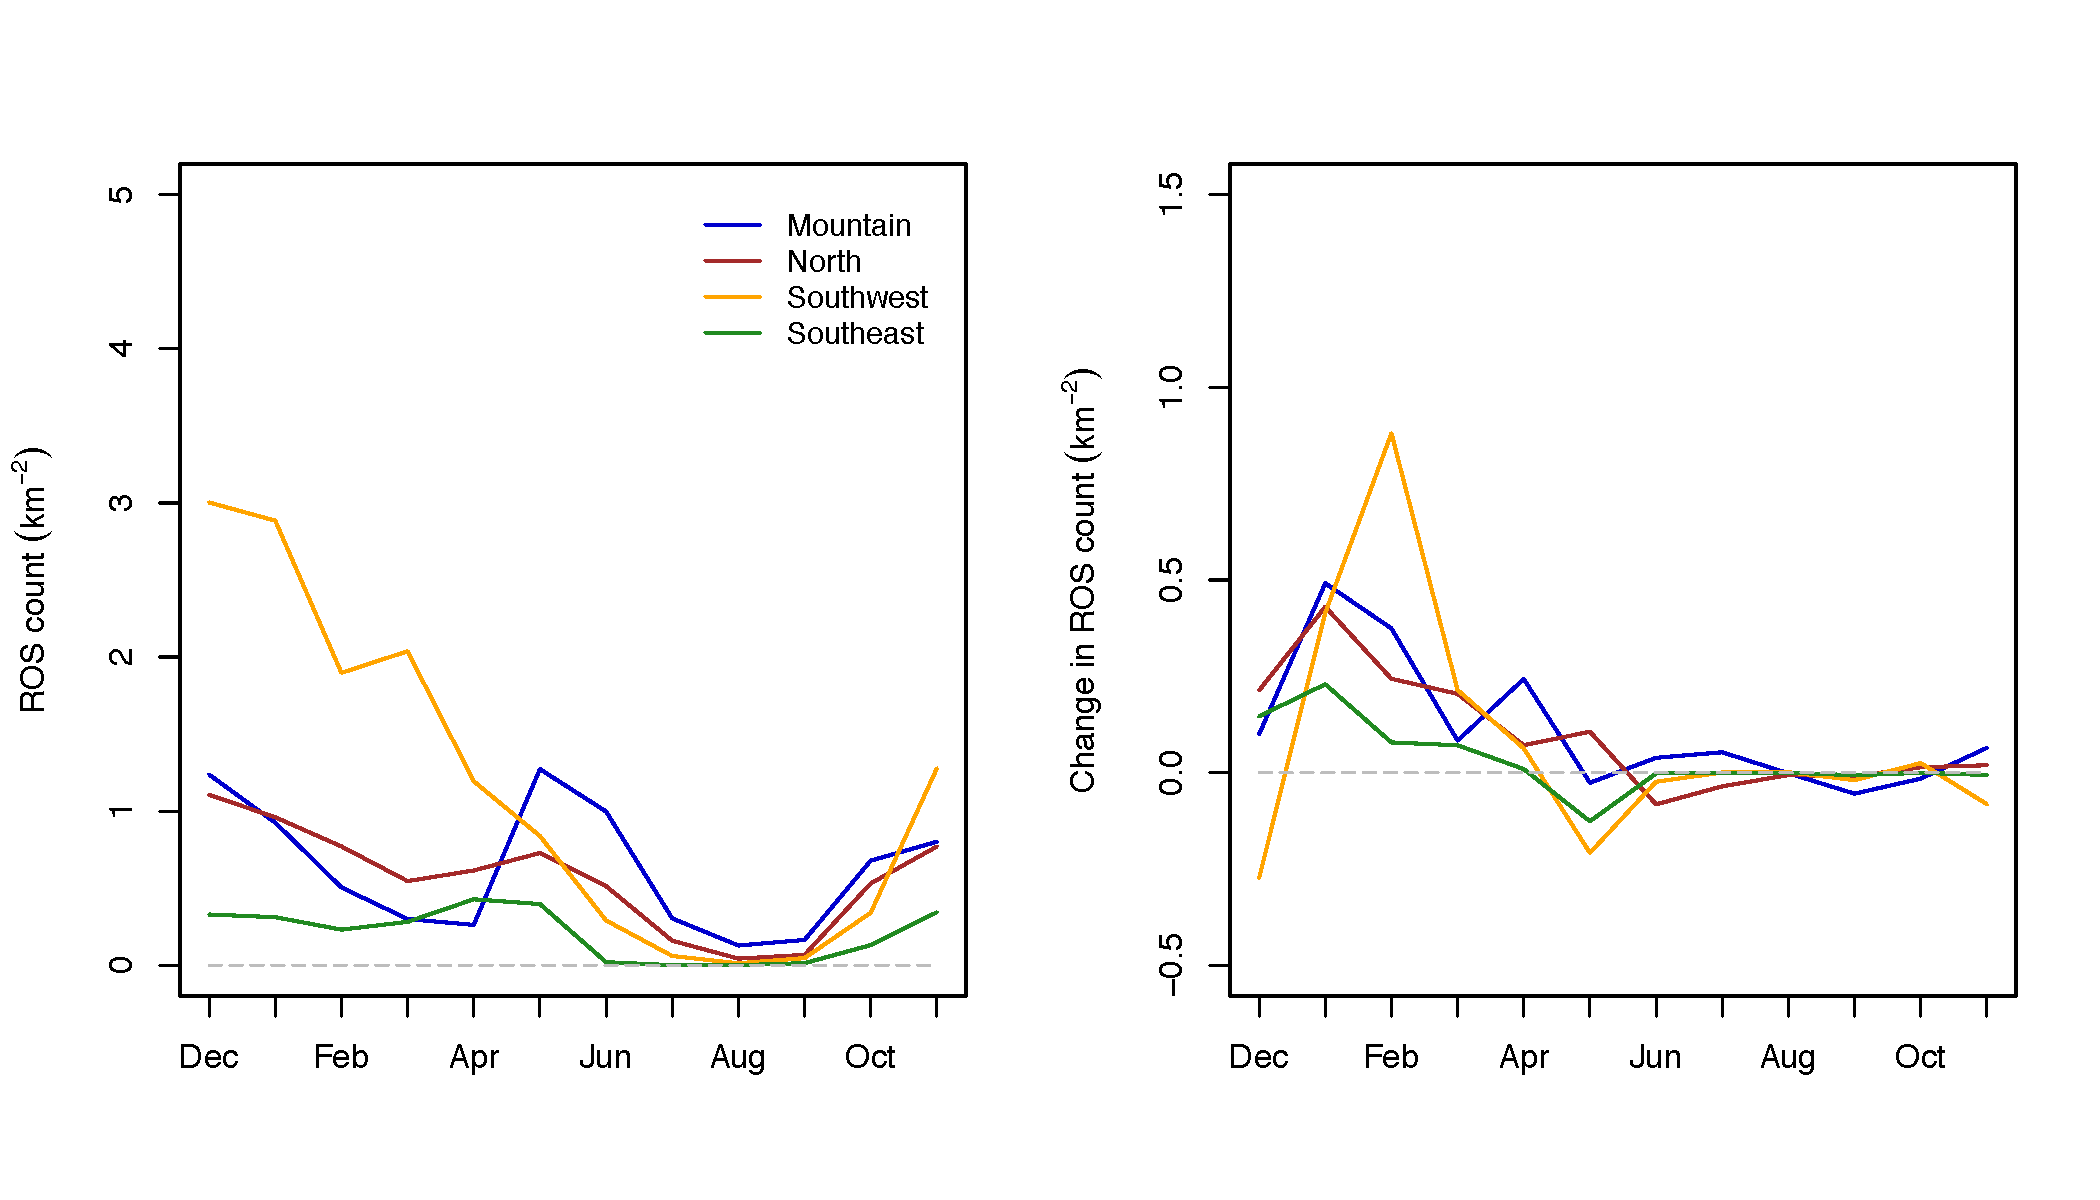 ROS count (km−2)
5
4
3
2
1
0
Mountain
North
Southwest
Southeast
Dec Feb Apr Jun Aug Oct
Change in ROS count (km−2)
1.5
1.0
0.5
0.0
−0.5
Dec Feb Apr Jun Aug Oct